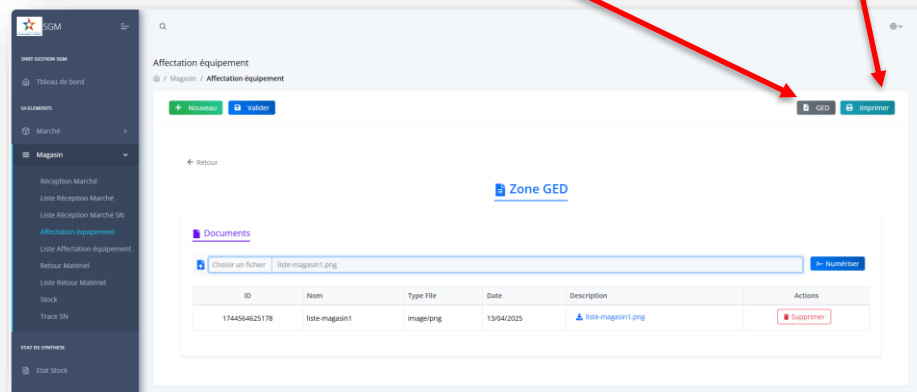 SGM
SNRT GESTION SGM
Tbleau de bord
UI-ELEMENTS
Marché
Magasin
Réception Marché
Liste Réception Marché
Liste Réception Marché SN
Affectation équipement
Liste Affectation équipement
Retour Matériel
Liste Retour Matériel
Stock
Trace SN
ETAT DE SYNTHESE
Etat Stock
Affectation équipement
/ Magasin / Affectation équipement
+ Nouveau Valider GED imprimer
← Retour
Zone GED
Documents
Choisir un fichier liste-magasin1.png Numériser
ID Nom Type File Date Description Actions
1744564625178 liste-magasin1 image/png 13/04/2025 liste-magasin1.png Supprimer